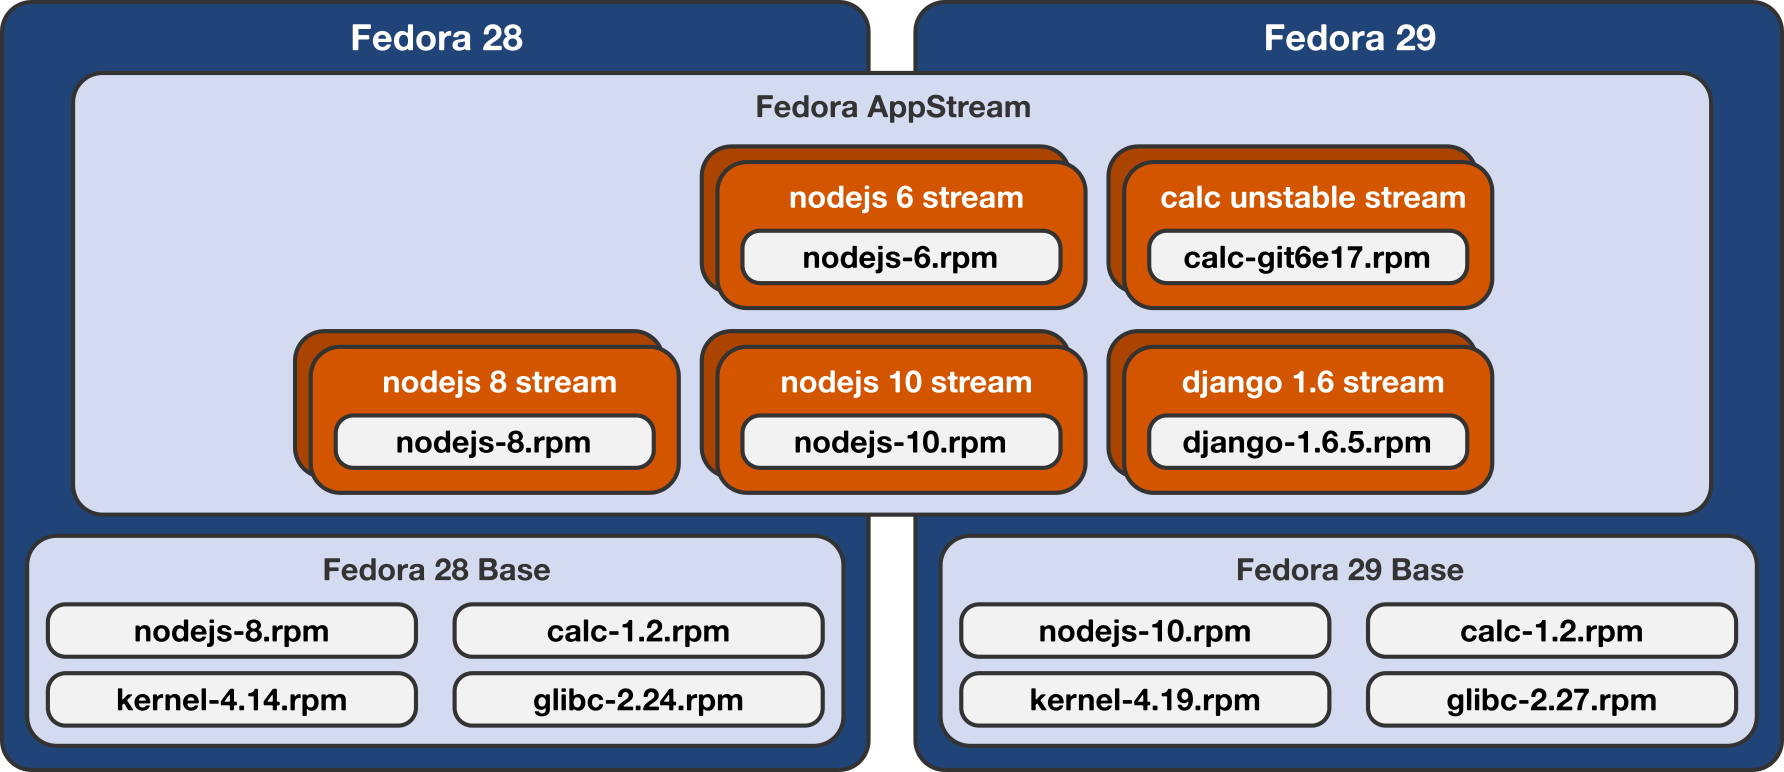 Fedora 28
Fedora 29
Fedora AppStream
nodejs 6 stream
nodejs-6.rpm
calc unstable stream
calc-git6e17.rpm
nodejs 8 stream
nodejs-8.rpm
nodejs 10 stream
nodejs-10.rpm
django 1.6 stream
django-1.6.5.rpm
Fedora 28 Base
nodejs-8.rpm
calc-1.2.rpm
kernel-4.14.rpm
glibc-2.24.rpm
Fedora 29 Base
nodejs-10.rpm
calc-1.2.rpm
kernel-4.19.rpm
glibc-2.27.rpm